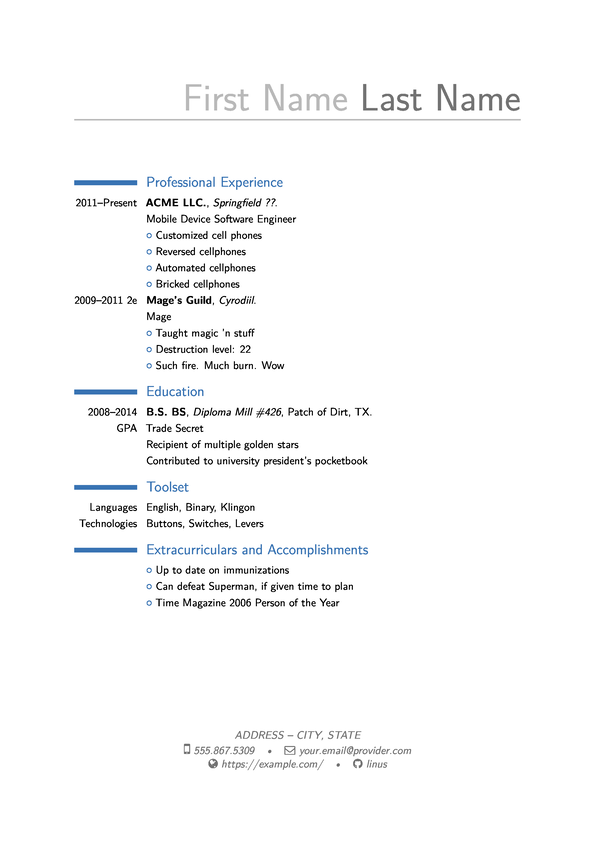 First Name Last Name
Professional Experience
2011–Present ACME LLC., Springfield ??.
Mobile Device Software Engineer
Customized cell phones
Reversed cellphones
Automated cellphones
Bricked cellphones
2009–2011 2e Mage's Guild, Cyrodiil.
Mage
Taught magic 'n stuff
Destruction level: 22
Such fire. Much burn. Wow
Education
2008–2014 B.S. BS, Diploma Mill #426, Patch of Dirt, TX.
GPA Trade Secret
Recipient of multiple golden stars
Contributed to university president's pocketbook
Toolset
Languages English, Binary, Klingon
Technologies Buttons, Switches, Levers
Extracurriculars and Accomplishments
Up to date on immunizations
Can defeat Superman, if given time to plan
Time Magazine 2006 Person of the Year
ADDRESS – CITY, STATE
555.867.5309 • your.email@provider.com
https://example.com/ • linus